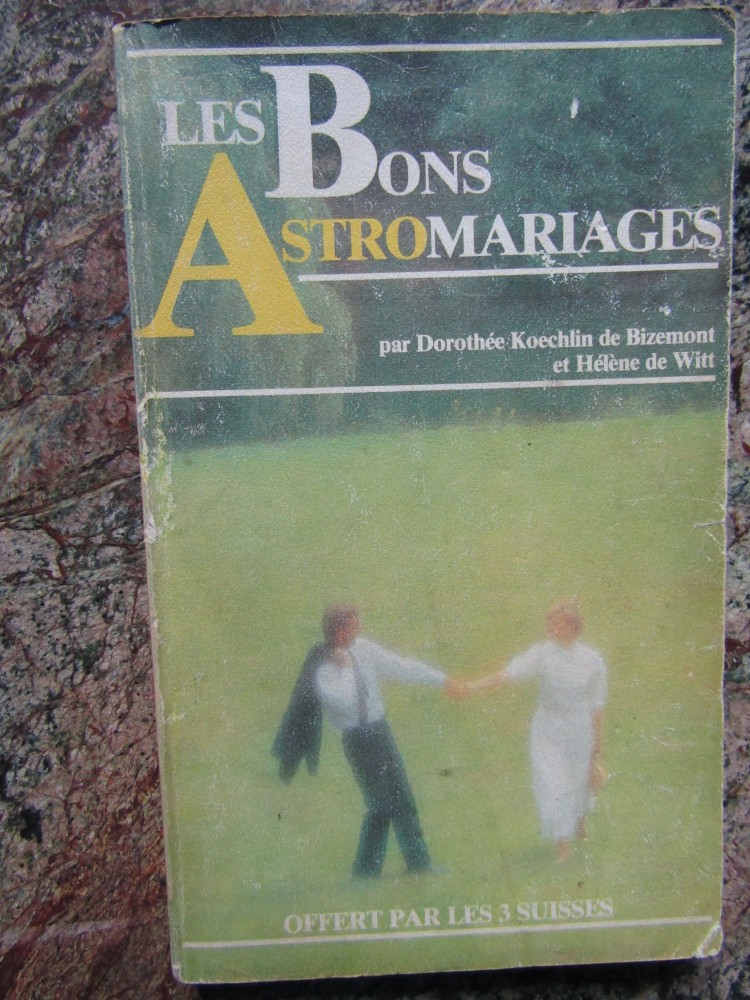 LES BONS
ASTROMARIAGES
par Dorothée Koechlin de Bizemont
et Hélène de Witt
OFFERT PAR LES 3 SUISSES